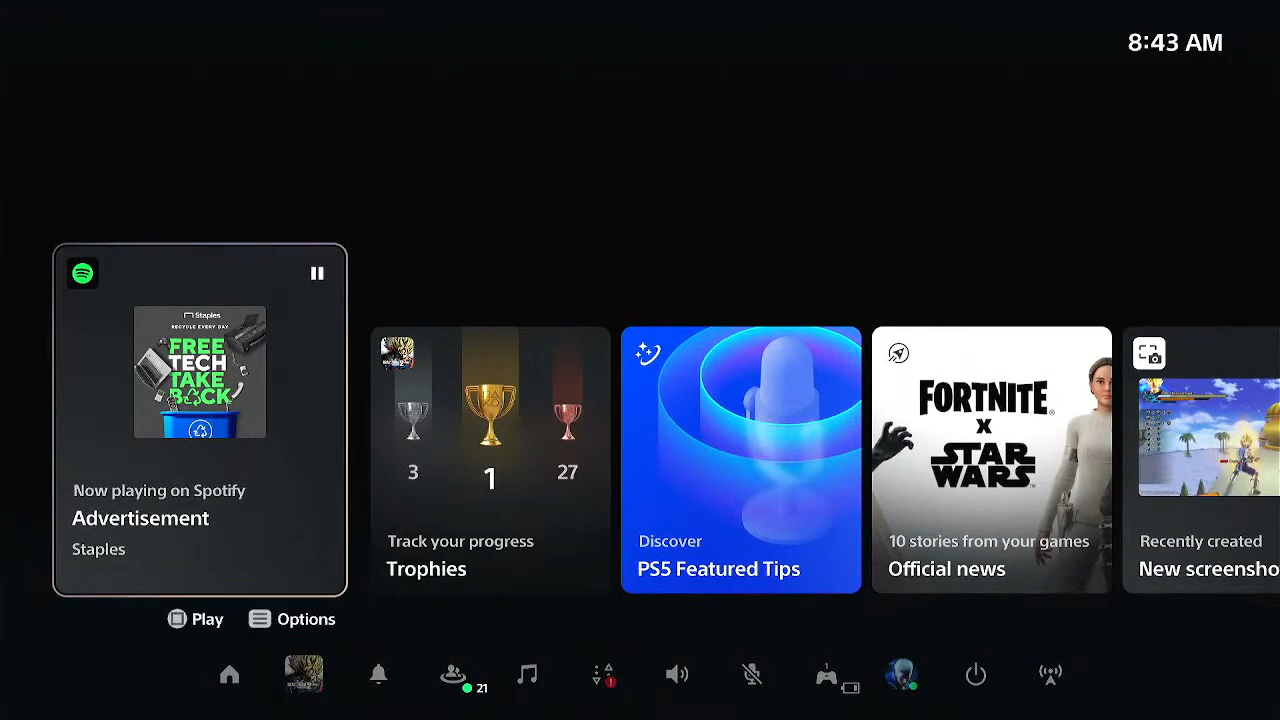 8:43 AM
Staples
RECYCLE EVERY DAY
FREE
TECH
TAKE
BACK
Now playing on Spotify
Advertisement
Staples
Play
Options
3
1
27
Track your progress
Trophies
Discover
PS5 Featured Tips
FORTNITE
X
STAR
WARS
10 stories from your games
Official news
Recently created
New screensho
21